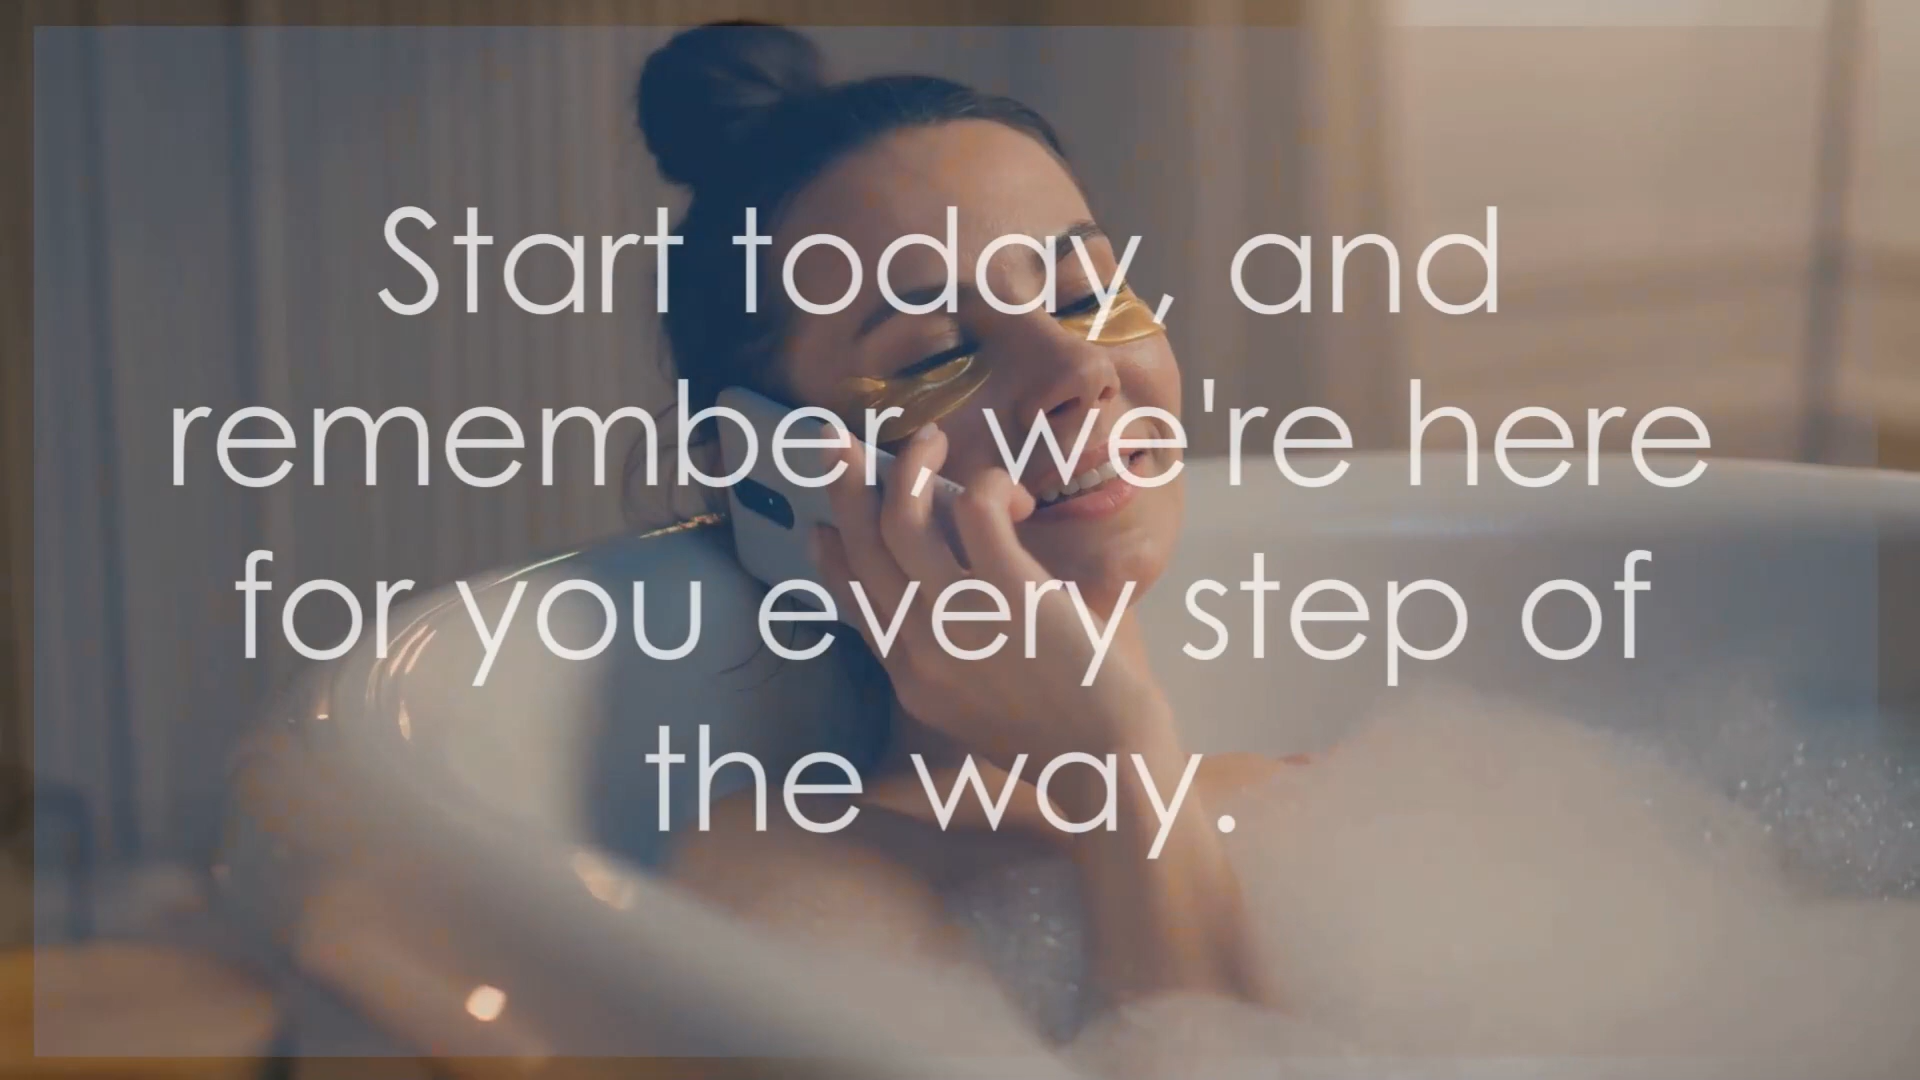 Start today, and
remember, we're here
for you every step of
the way.